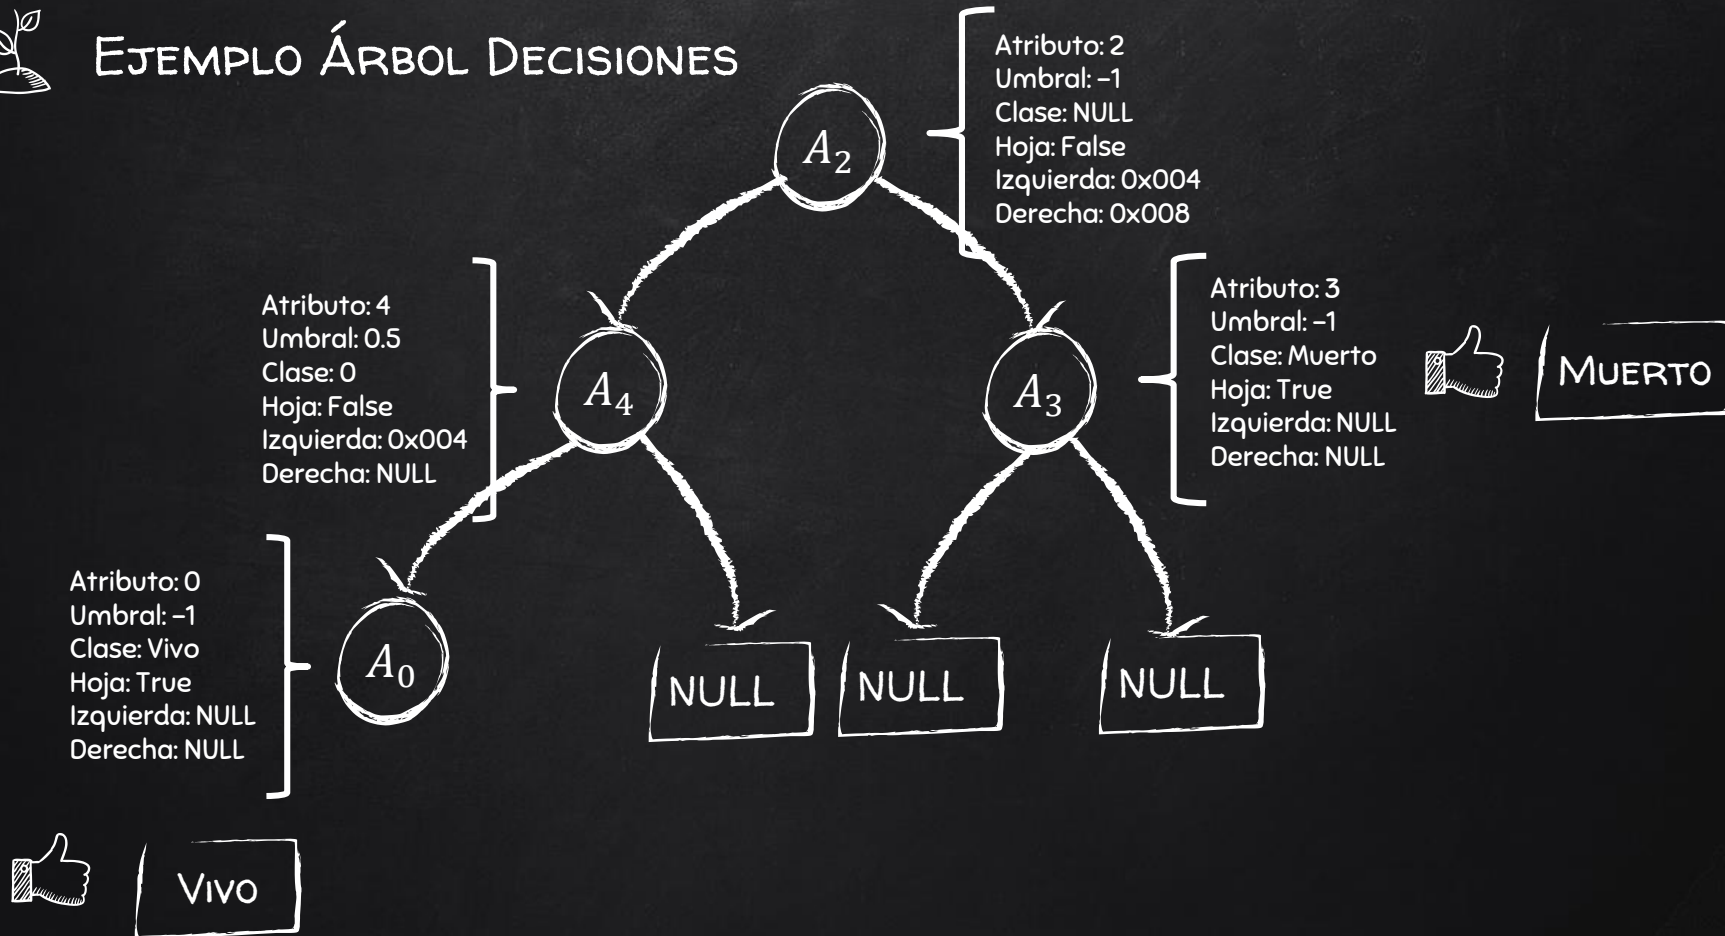 EJEMPLO ÁRBOL DECISIONES
Atributo: 2
Umbral: -1
Clase: NULL
Hoja: False
Izquierda: 0x004
Derecha: 0x008
A₂
Atributo: 4
Umbral: 0.5
Clase: 0
Hoja: False
Izquierda: 0x004
Derecha: NULL
A₄
A₃
Atributo: 3
Umbral: -1
Clase: Muerto
Hoja: True
Izquierda: NULL
Derecha: NULL
MUERTO
Atributo: 0
Umbral: -1
Clase: Vivo
Hoja: True
Izquierda: NULL
Derecha: NULL
A₀
NULL
NULL
NULL
VIVO